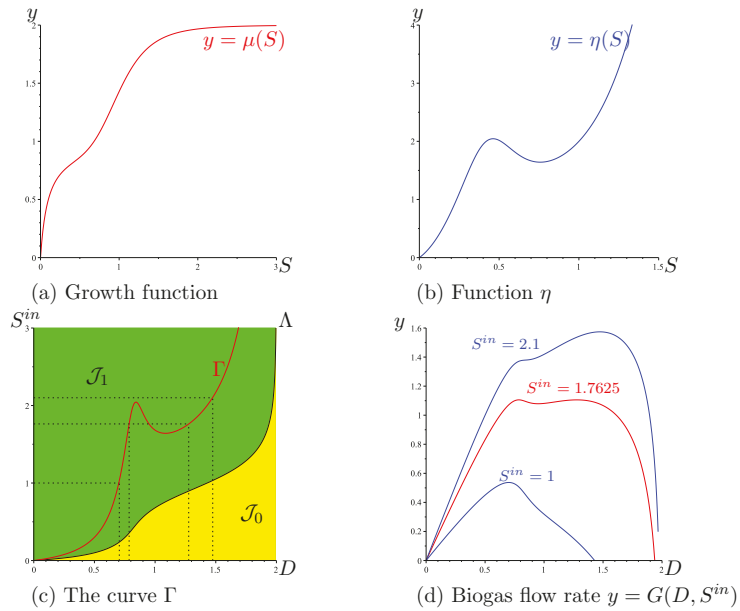 y
2
y = μ(S)
1.5
1
0.5
0
0 1 2 3
S
(a) Growth function
y
4
y = η(S)
3
2
1
0
0 0.5 1 1.5
S
(b) Function η
S^{in}
3
Λ
Γ
𝒥₁
2
1
𝒥₀
0
0 0.5 1 1.5 2
D
(c) The curve Γ
y
1.6
S^{in} = 2.1
1.4
1.2
S^{in} = 1.7625
1
0.8
0.6
S^{in} = 1
0.4
0.2
0
0 0.5 1 1.5 2
D
(d) Biogas flow rate y = G(D, S^{in})